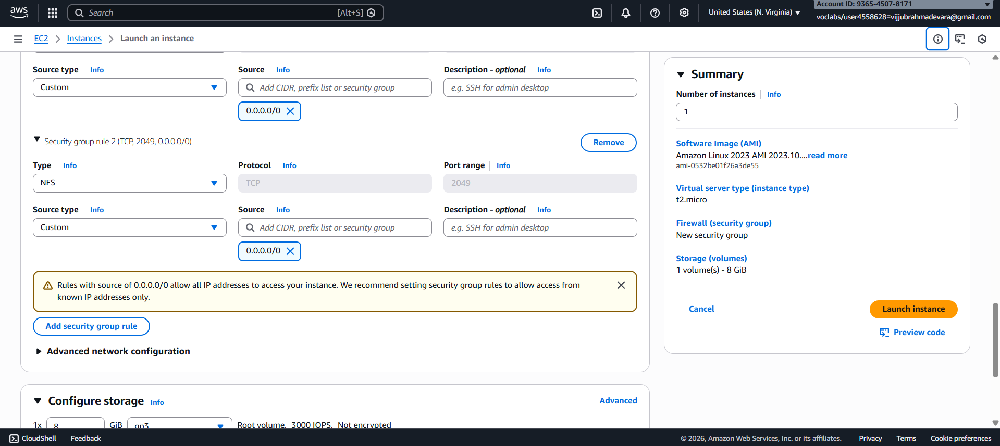 aws
Search
[Alt+S]
United States (N. Virginia)
Account ID: 9365-4507-8171
voclabs/user4558628=vijjubrahmadevara@gmail.com
EC2
Instances
Launch an instance
Source type
Info
Source
Info
Description - optional
Info
Custom
Add CIDR, prefix list or security group
e.g. SSH for admin desktop
0.0.0.0/0
Security group rule 2 (TCP, 2049, 0.0.0.0/0)
Remove
Type
Info
Protocol
Info
Port range
Info
NFS
TCP
2049
Source type
Info
Source
Info
Description - optional
Info
Custom
Add CIDR, prefix list or security group
e.g. SSH for admin desktop
0.0.0.0/0
Rules with source of 0.0.0.0/0 allow all IP addresses to access your instance. We recommend setting security group rules to allow access from
known IP addresses only.
Add security group rule
Advanced network configuration
Configure storage
Info
Advanced
1x
8
GiB
gp3
Root volume, 3000 IOPS, Not encrypted
Summary
Number of instances
Info
1
Software Image (AMI)
Amazon Linux 2023 AMI 2023.10....read more
ami-0532be01f26a3de55
Virtual server type (instance type)
t2.micro
Firewall (security group)
New security group
Storage (volumes)
1 volume(s) - 8 GiB
Cancel
Launch instance
Preview code
CloudShell
Feedback
© 2026, Amazon Web Services, Inc. or its affiliates.
Privacy
Terms
Cookie preferences